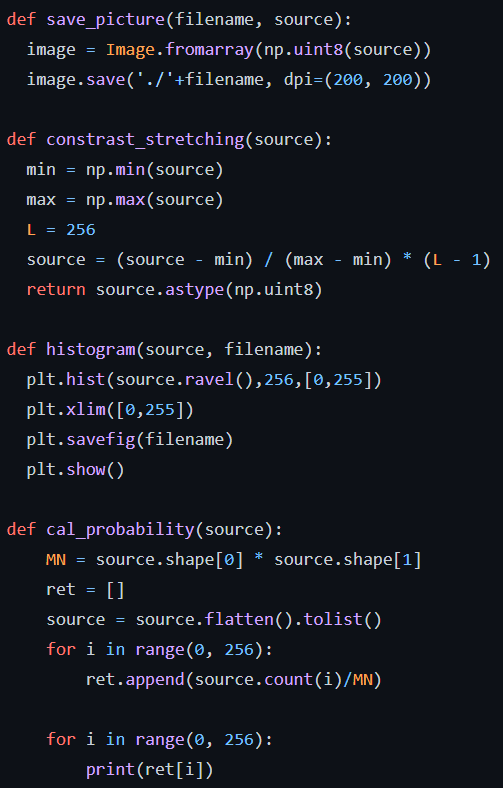 def save_picture(filename, source):
  image = Image.fromarray(np.uint8(source))
  image.save('./'+filename, dpi=(200, 200))

def constrast_stretching(source):
  min = np.min(source)
  max = np.max(source)
  L = 256
  source = (source - min) / (max - min) * (L - 1)
  return source.astype(np.uint8)

def histogram(source, filename):
  plt.hist(source.ravel(),256,[0,255])
  plt.xlim([0,255])
  plt.savefig(filename)
  plt.show()

def cal_probability(source):
    MN = source.shape[0] * source.shape[1]
    ret = []
    source = source.flatten().tolist()
    for i in range(0, 256):
        ret.append(source.count(i)/MN)

    for i in range(0, 256):
        print(ret[i])